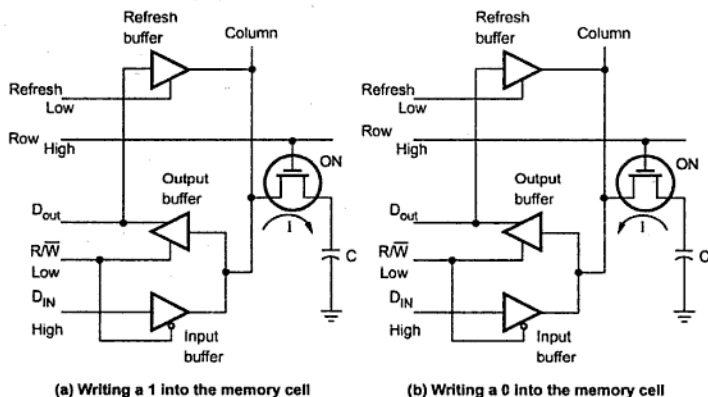 Refresh
buffer
Column
Refresh
Low
Row
High
ON
Output
buffer
Dout
I
R/W̅
Low
C
DIN
High
Input
buffer
(a) Writing a 1 into the memory cell
Refresh
buffer
Column
Refresh
Low
Row
High
ON
Output
buffer
Dout
I
R/W̅
Low
C
DIN
High
Input
buffer
(b) Writing a 0 into the memory cell